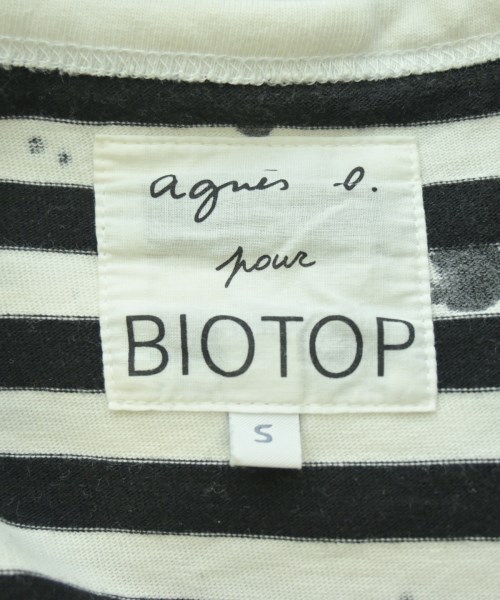 agnès b.
pour
BIOTOP
S